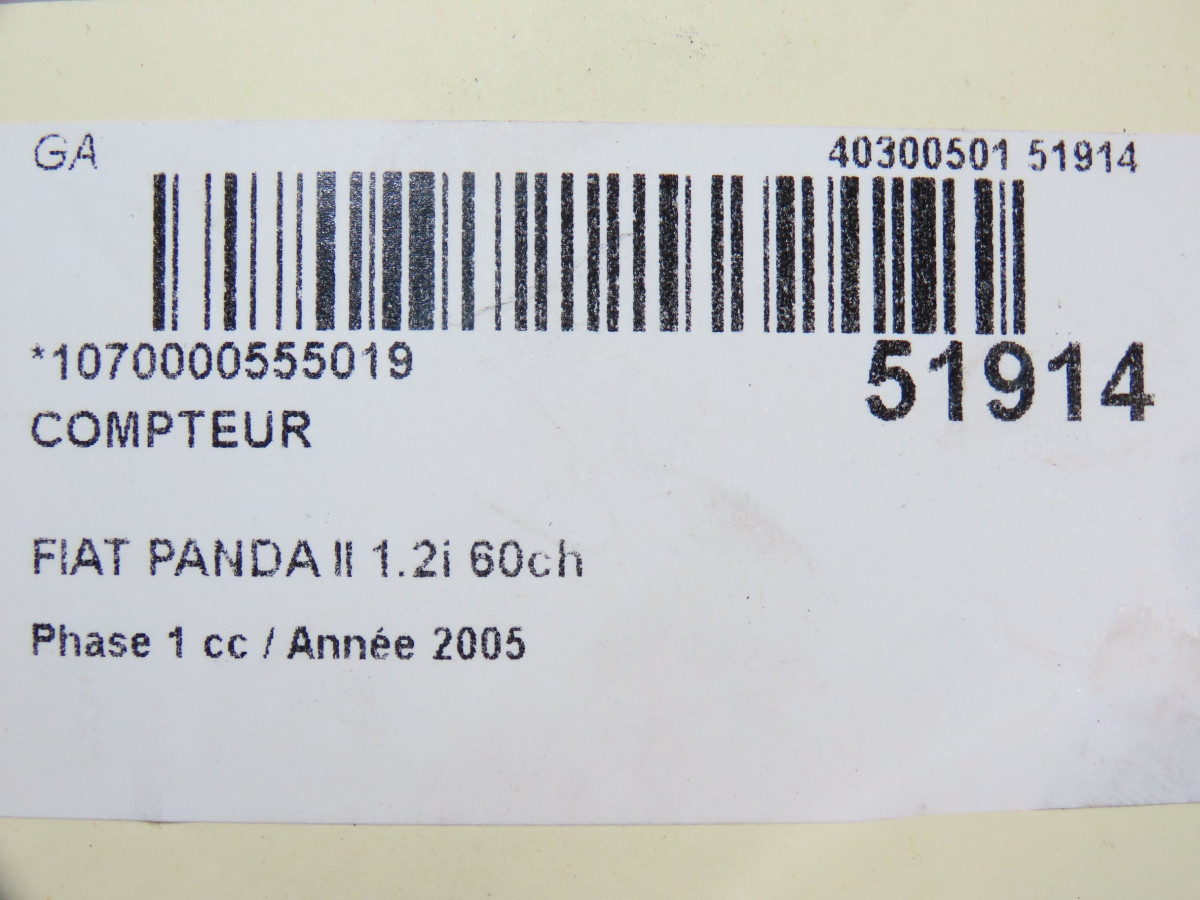 GA 40300501 51914
*1070000555019 51914
COMPTEUR
FIAT PANDA II 1.2i 60ch
Phase 1 cc / Année 2005